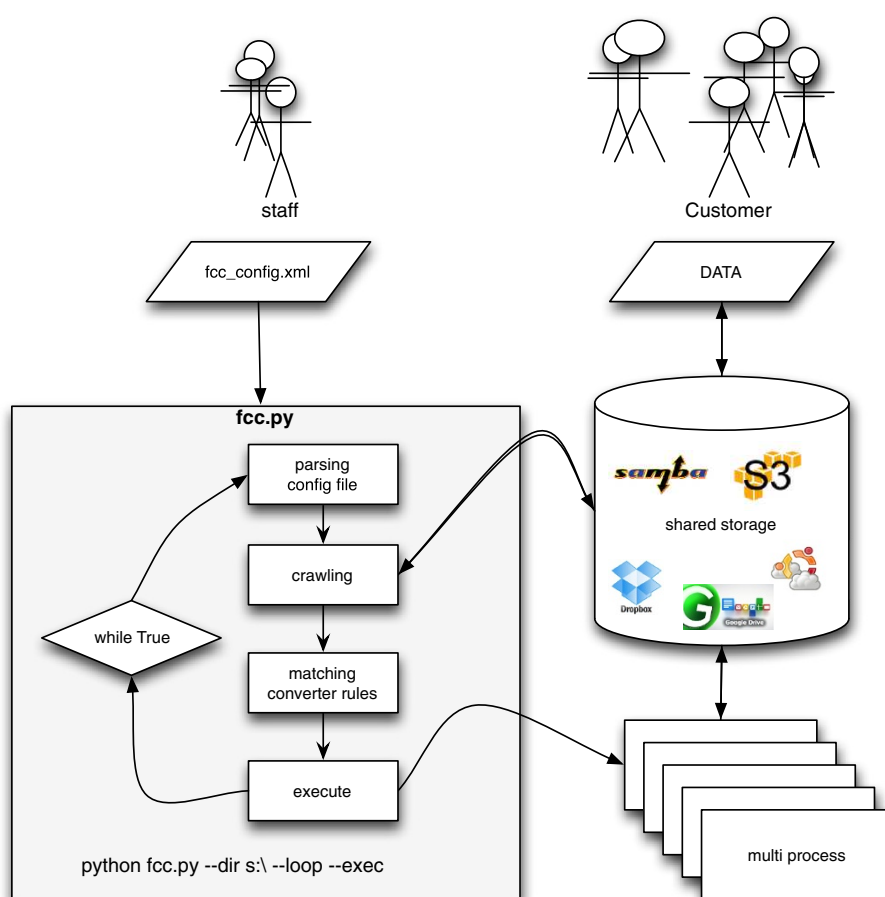 staff
Customer
fcc_config.xml
DATA
fcc.py
parsing
config file
samba
S3
shared storage
crawling
Dropbox
G
Google Drive
while True
matching
converter rules
execute
multi process
python fcc.py --dir s:\ --loop --exec